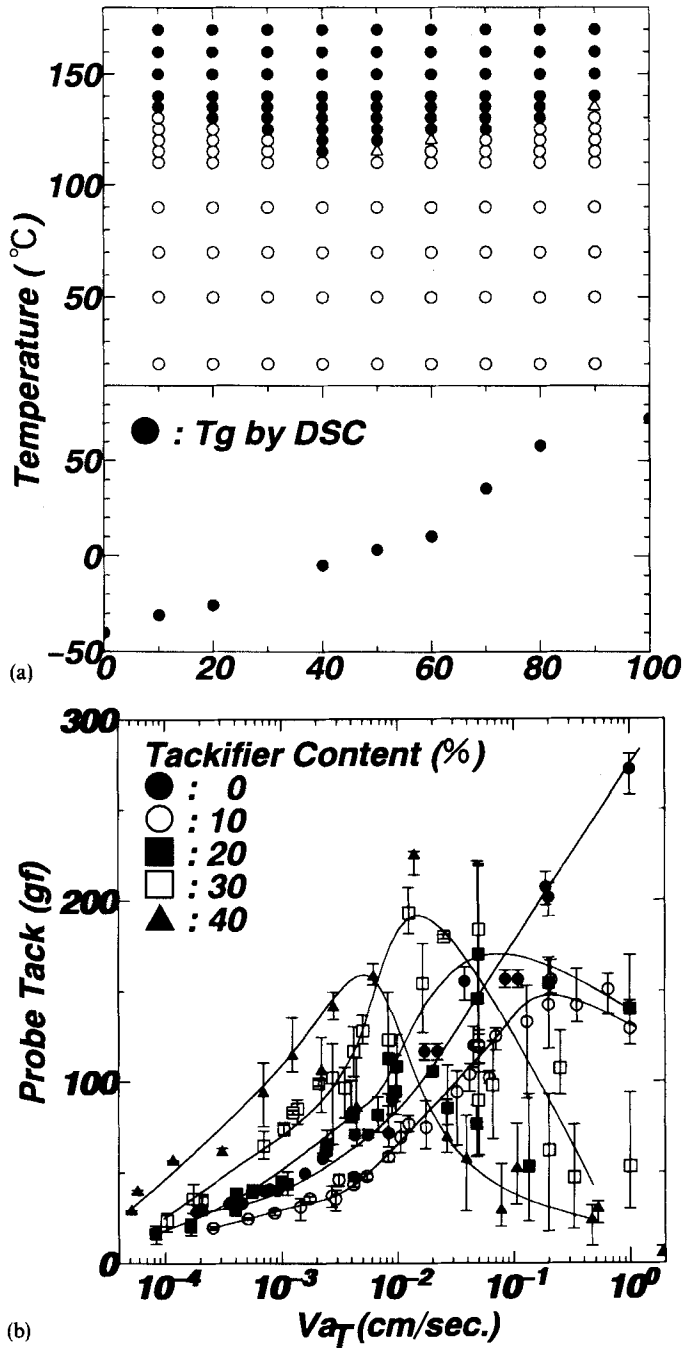 150
100
50
Temperature (°C)
● : Tg by DSC
50
0
-50
0 20 40 60 80 100
(a)
300
200
100
0
Probe Tack (gf)
Tackifier Content (%)
● : 0
○ : 10
■ : 20
□ : 30
▲ : 40
10⁻⁴ 10⁻³ 10⁻² 10⁻¹ 10⁰
Va_T (cm/sec.)
(b)